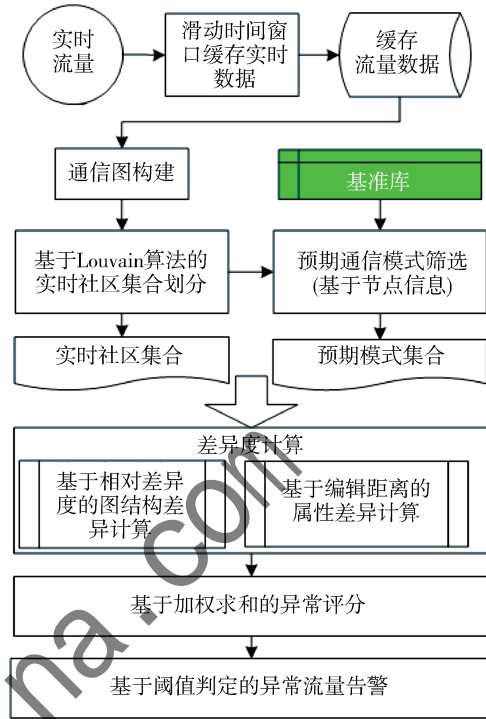 实时
流量
滑动时间窗
口缓存实时
数据
缓存
流量数据
通信图构建
基准库
基于Louvain算法的
实时社区集合划分
预期通信模式筛选
(基于节点信息)
实时社区集合
预期模式集合
差异度计算
基于相对差异
度的图结构差
异计算
基于编辑距离的
属性差异计算
基于加权求和的异常评分
基于阈值判定的异常流量告警
na.com